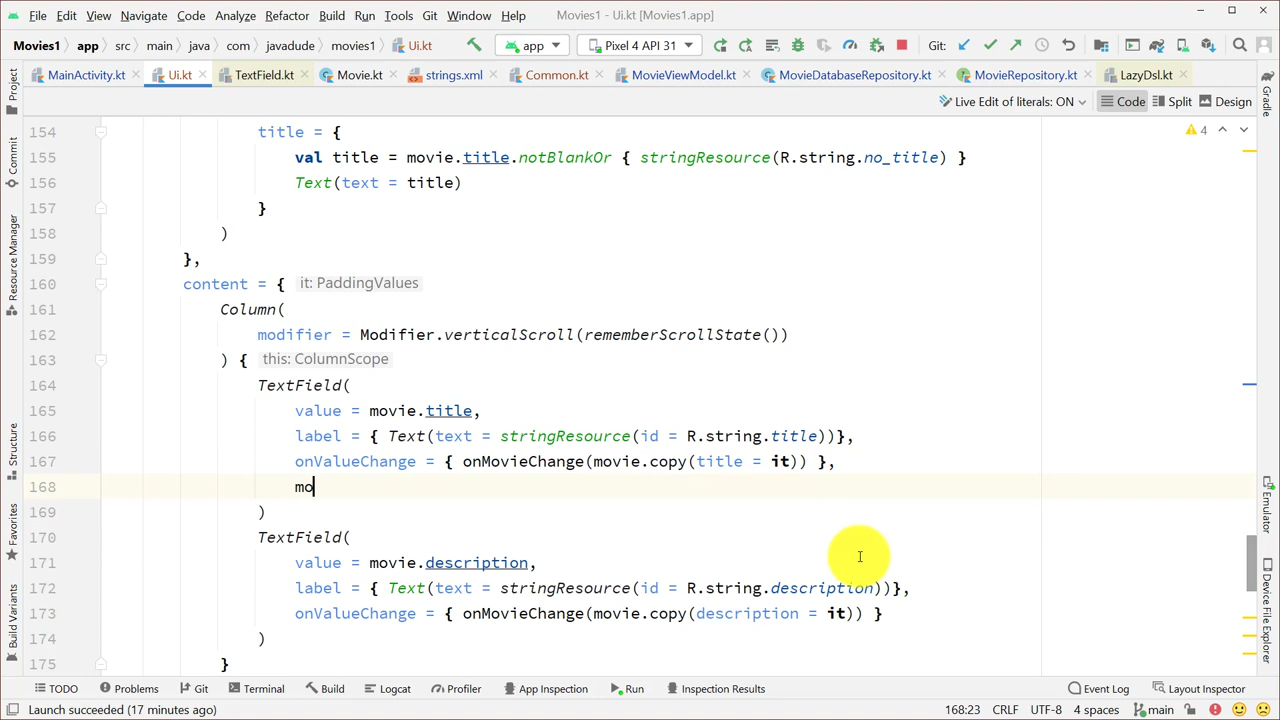 File Edit View Navigate Code Analyze Refactor Build Run Tools Git Window Help Movies1 - Ui.kt [Movies1.app]
Movies1 app src main java com javadude movies1 Ui.kt app Pixel 4 API 31 Git:
MainActivity.kt Ui.kt TextField.kt Movie.kt strings.xml Common.kt MovieViewModel.kt MovieDatabaseRepository.kt MovieRepository.kt LazyDsl.kt
Live Edit of literals: ON Code Split Design
4
154 title = {
155 val title = movie.title.notBlankOr { stringResource(R.string.no_title) }
156 Text(text = title)
157 }
158 )
159 },
160 content = { it: PaddingValues
161 Column(
162 modifier = Modifier.verticalScroll(rememberScrollState())
163 ) { this: ColumnScope
164 TextField(
165 value = movie.title,
166 label = { Text(text = stringResource(id = R.string.title))},
167 onValueChange = { onMovieChange(movie.copy(title = it)) },
168 mo
169 )
170 TextField(
171 value = movie.description,
172 label = { Text(text = stringResource(id = R.string.description))},
173 onValueChange = { onMovieChange(movie.copy(description = it)) }
174 )
175 }
Project
Commit
Resource Manager
Structure
Favorites
Build Variants
Gradle
Emulator
Device File Explorer
TODO Problems Git Terminal Build Logcat Profiler App Inspection Run Inspection Results Event Log Layout Inspector
Launch succeeded (17 minutes ago) 168:23 CRLF UTF-8 4 spaces main